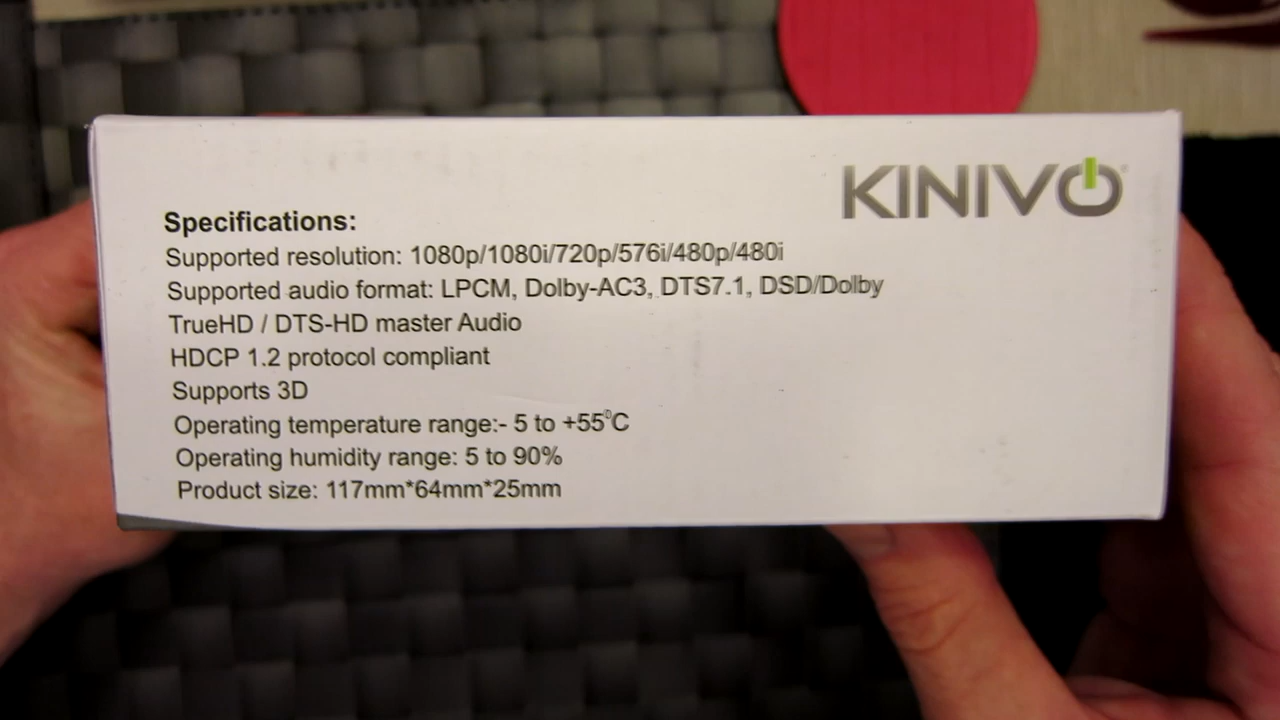 KINIVO®
Specifications:
Supported resolution: 1080p/1080i/720p/576i/480p/480i
Supported audio format: LPCM, Dolby-AC3, DTS7.1, DSD/Dolby
TrueHD / DTS-HD master Audio
HDCP 1.2 protocol compliant
Supports 3D
Operating temperature range:- 5 to +55⁰C
Operating humidity range: 5 to 90%
Product size: 117mm*64mm*25mm